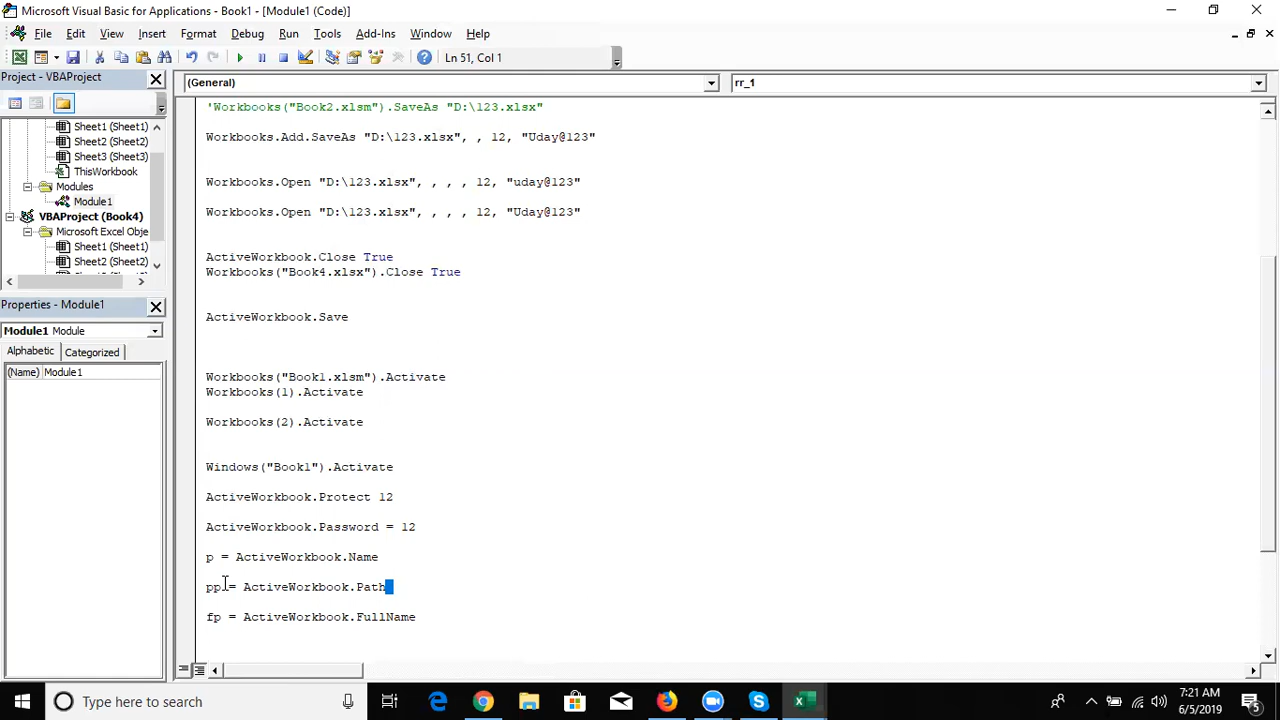 Microsoft Visual Basic for Applications - Book1 - [Module1 (Code)]
File Edit View Insert Format Debug Run Tools Add-Ins Window Help
Ln 51, Col 1
Project - VBAProject
(General) rr_1
Sheet1 (Sheet1)
Sheet2 (Sheet2)
Sheet3 (Sheet3)
ThisWorkbook
Modules
Module1
VBAProject (Book4)
Microsoft Excel Obje
Sheet1 (Sheet1)
Sheet2 (Sheet2)
Properties - Module1
Module1 Module
Alphabetic Categorized
(Name) Module1
'Workbooks("Book2.xlsm").SaveAs "D:\123.xlsx"
Workbooks.Add.SaveAs "D:\123.xlsx", , 12, "Uday@123"
Workbooks.Open "D:\123.xlsx", , , , 12, "uday@123"
Workbooks.Open "D:\123.xlsx", , , , 12, "Uday@123"
ActiveWorkbook.Close True
Workbooks("Book4.xlsx").Close True
ActiveWorkbook.Save
Workbooks("Book1.xlsm").Activate
Workbooks(1).Activate
Workbooks(2).Activate
Windows("Book1").Activate
ActiveWorkbook.Protect 12
ActiveWorkbook.Password = 12
p = ActiveWorkbook.Name
pp = ActiveWorkbook.Path
fp = ActiveWorkbook.FullName
Type here to search
7:21 AM
6/5/2019
5